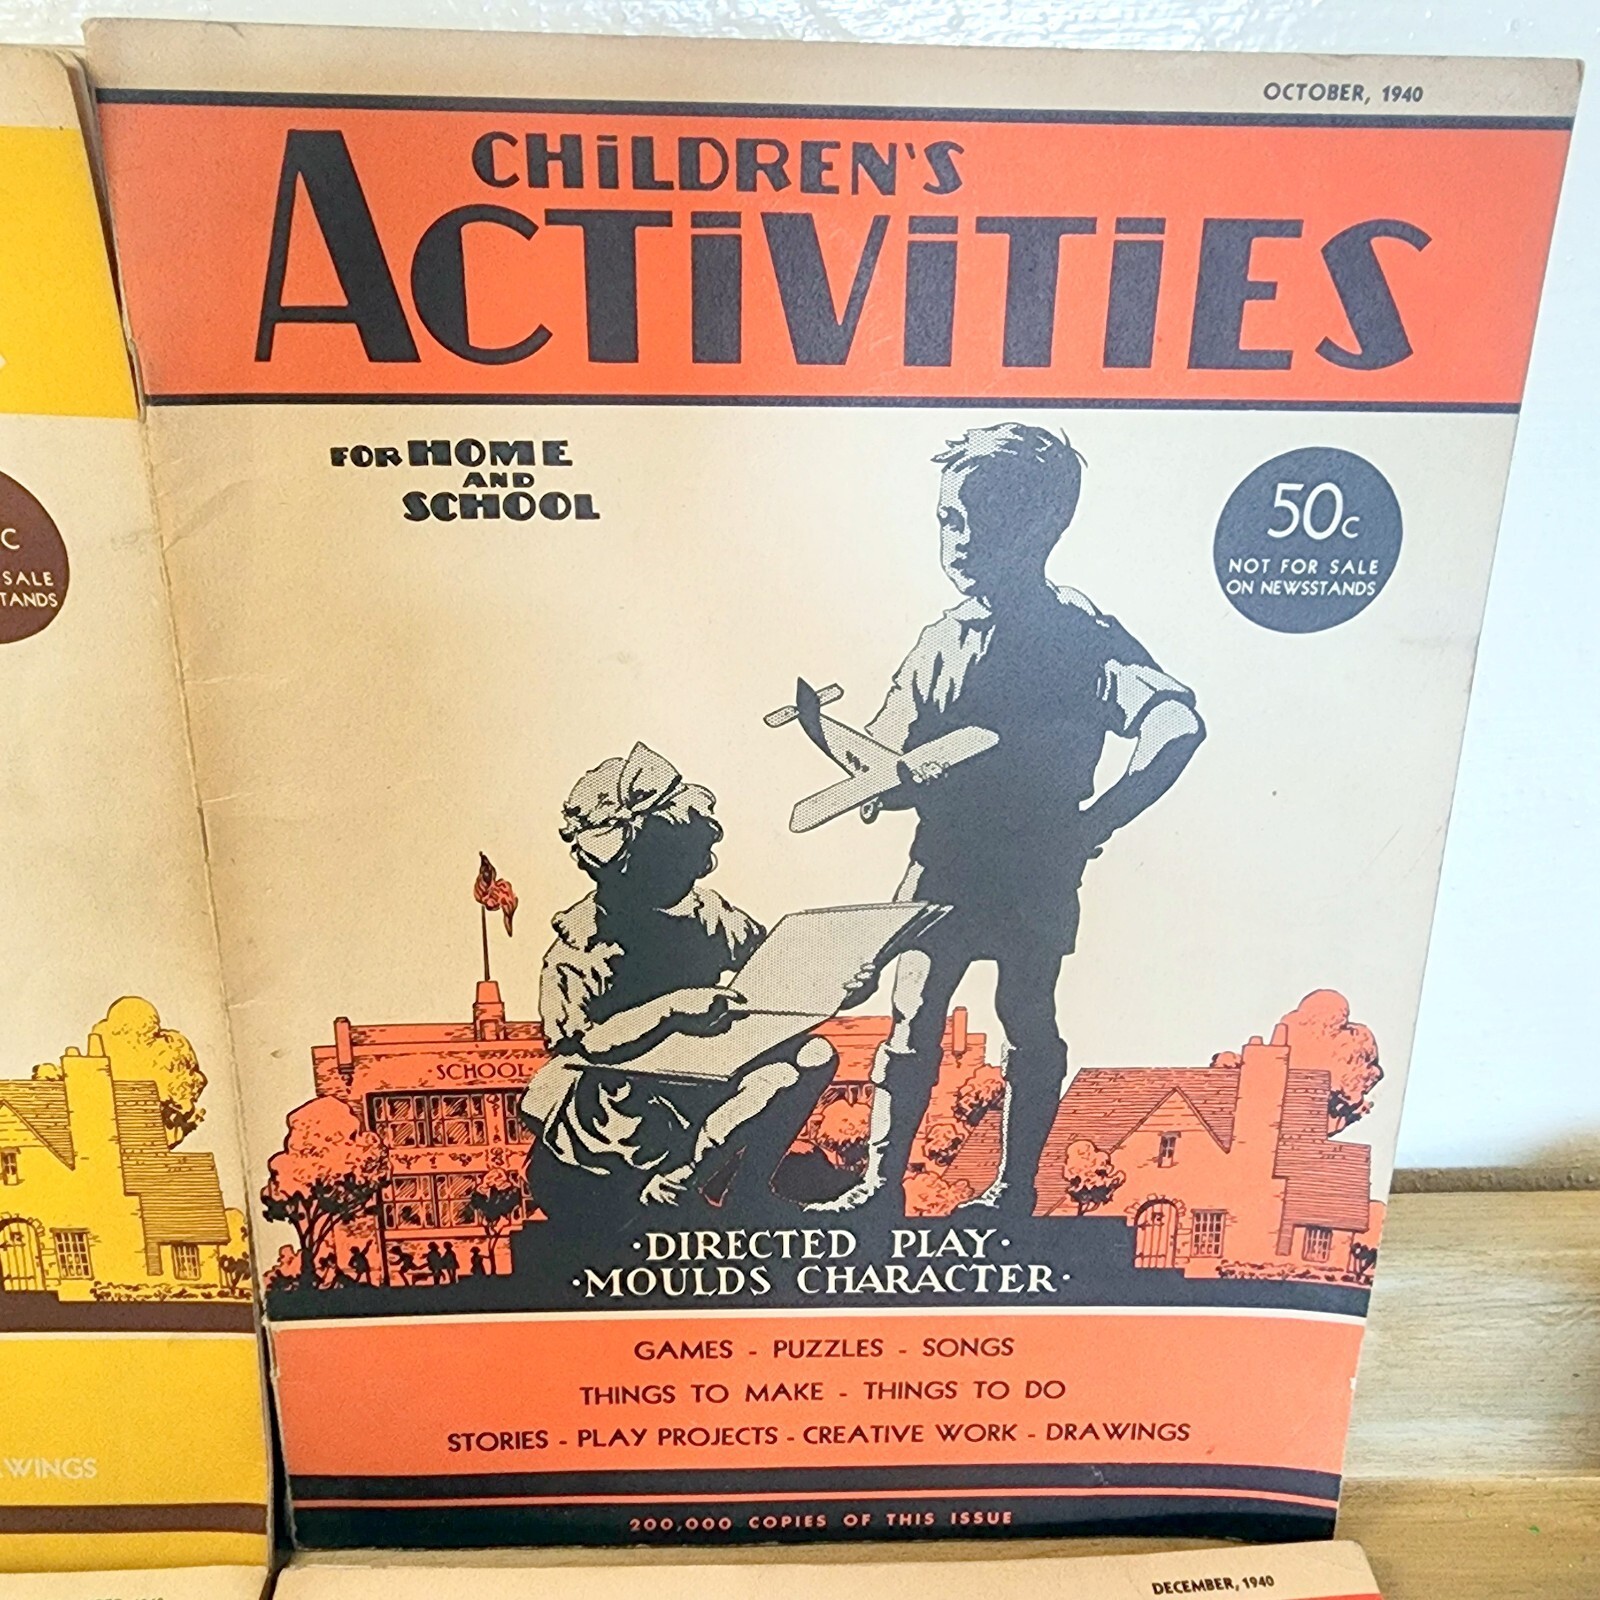 OCTOBER, 1940
CHiLDREN'S
ACTiViTiES
FOR HOME
AND
SCHOOL
50c
NOT FOR SALE
ON NEWSSTANDS
C
SALE
SCHOOL
·DIRECTED PLAY·
·MOULDS CHARACTER·
GAMES - PUZZLES - SONGS
THINGS TO MAKE - THINGS TO DO
STORIES - PLAY PROJECTS - CREATIVE WORK - DRAWINGS
200,000 COPIES OF THIS ISSUE
DECEMBER, 1940